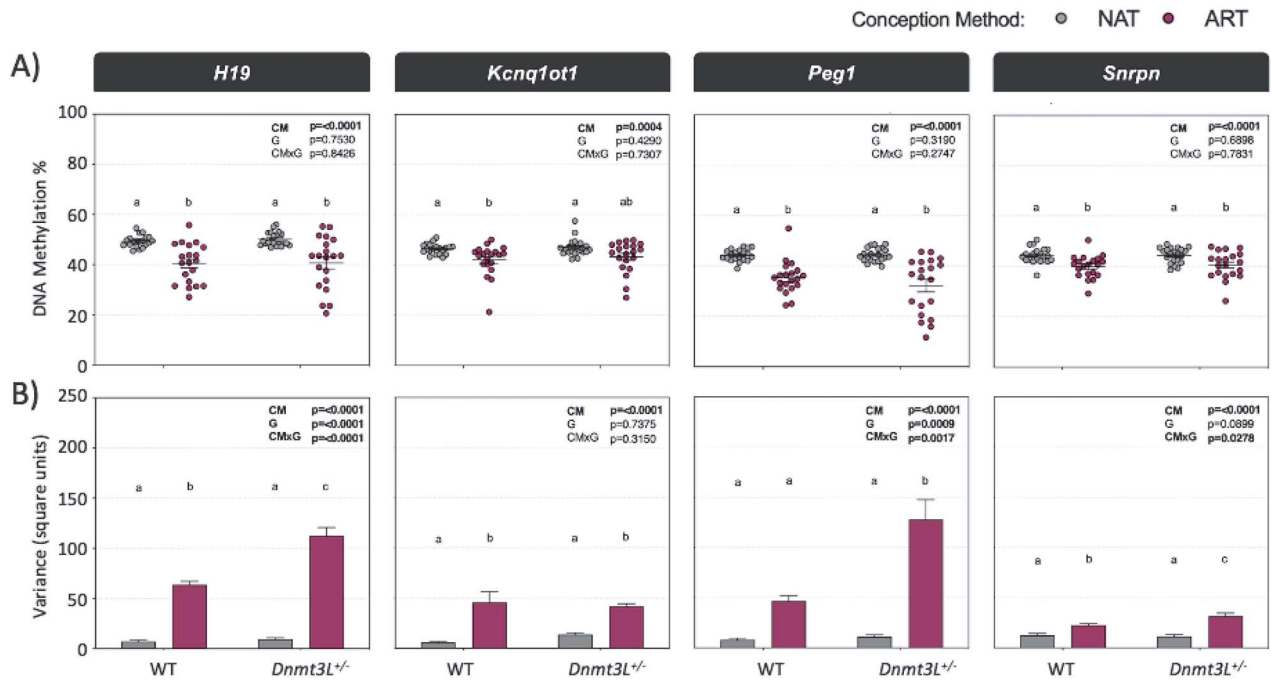 Conception Method: NAT ART
A)
H19 Kcnq1ot1 Peg1 Snrpn
DNA Methylation %
100
80
60
40
20
0
CM p=<0.0001
G p=0.7530
CMxG p=0.8426
a b a b
CM p=0.0004
G p=0.4290
CMxG p=0.7307
a b a ab
CM p=<0.0001
G p=0.3190
CMxG p=0.2747
a b a b
CM p=<0.0001
G p=0.6898
CMxG p=0.7831
a b a b
B)
Variance (square units)
250
200
150
100
50
0
CM p=<0.0001
G p=<0.0001
CMxG p=<0.0001
a b a c
CM p=<0.0001
G p=0.7375
CMxG p=0.3150
a b a b
CM p=<0.0001
G p=0.0009
CMxG p=0.0017
a a a b
CM p=<0.0001
G p=0.0899
CMxG p=0.0278
a b a c
WT Dnmt3L+/- WT Dnmt3L+/- WT Dnmt3L+/- WT Dnmt3L+/-